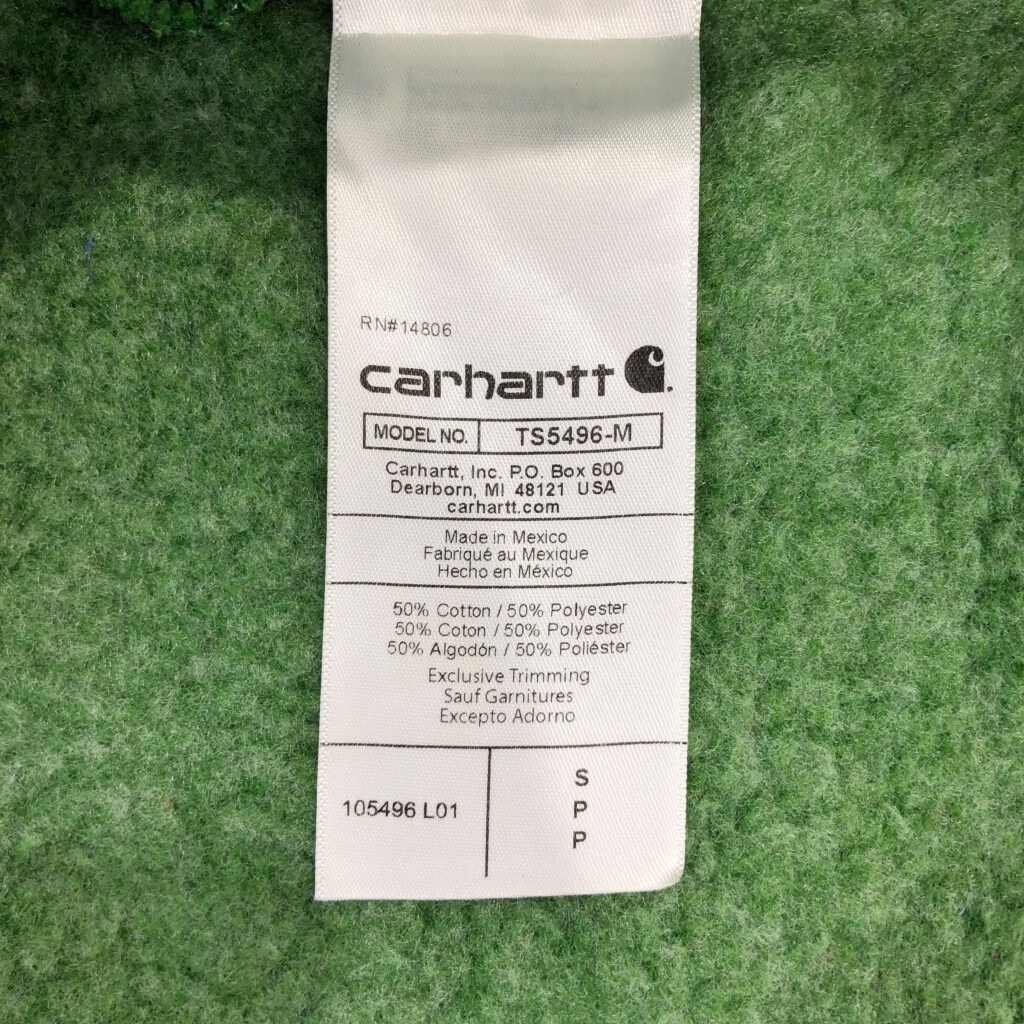 RN#14806
carhartt
MODEL NO. TS5496-M
Carhartt, Inc. P.O. Box 600
Dearborn, MI 48121 USA
carhartt.com
Made in Mexico
Fabriqué au Mexique
Hecho en México
50% Cotton / 50% Polyester
50% Coton / 50% Polyester
50% Algodón / 50% Poliéster
Exclusive Trimming
Sauf Garnitures
Excepto Adorno
105496 L01
S
P
P